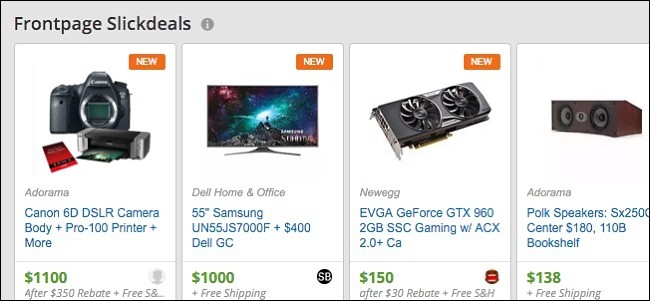 Frontpage Slickdeals
NEW
NEW
NEW
Canon
SAMSUNG
Adorama
Dell Home & Office
Newegg
Adorama
Canon 6D DSLR Camera
Body + Pro-100 Printer +
More
55" Samsung
UN55JS7000F + $400
Dell GC
EVGA GeForce GTX 960
2GB SSC Gaming w/ ACX
2.0+ Ca
Polk Speakers: Sx250
Center $180, 110B
Bookshelf
$1100
After $350 Rebate + Free S&...
$1000
SB
+ Free Shipping
$150
after $30 Rebate + Free S/H
$138
+ Free Shipping